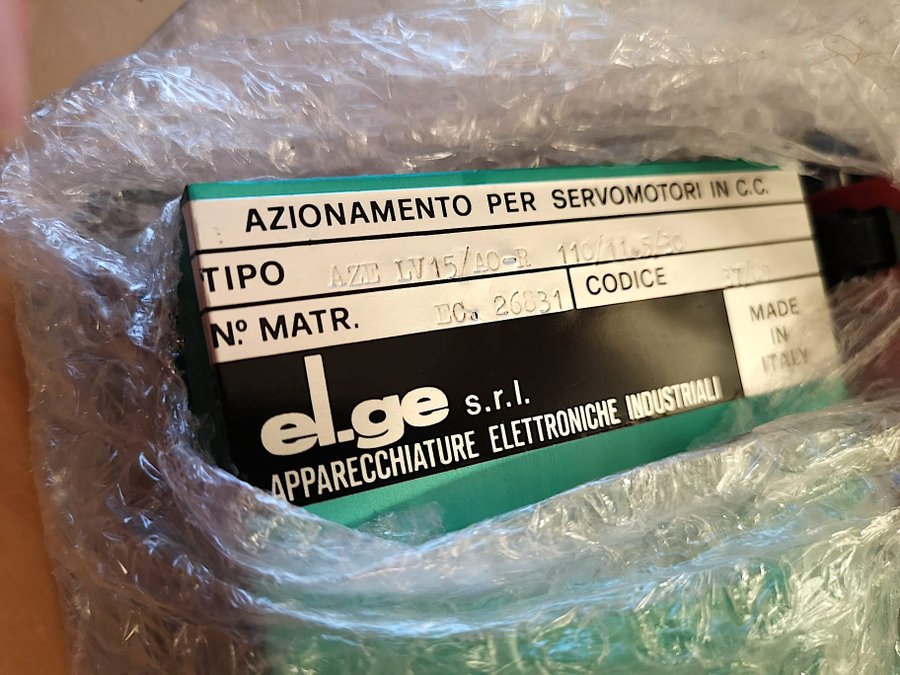 AZIONAMENTO PER SERVOMOTORI IN C.C.
TIPO AZE LV15/40-R 110/11.5/50
Nº MATR. EC. 26831 CODICE
MADE
IN
ITALY
el.ge s.r.l.
APPARECCHIATURE ELETTRONICHE INDUSTRIALI